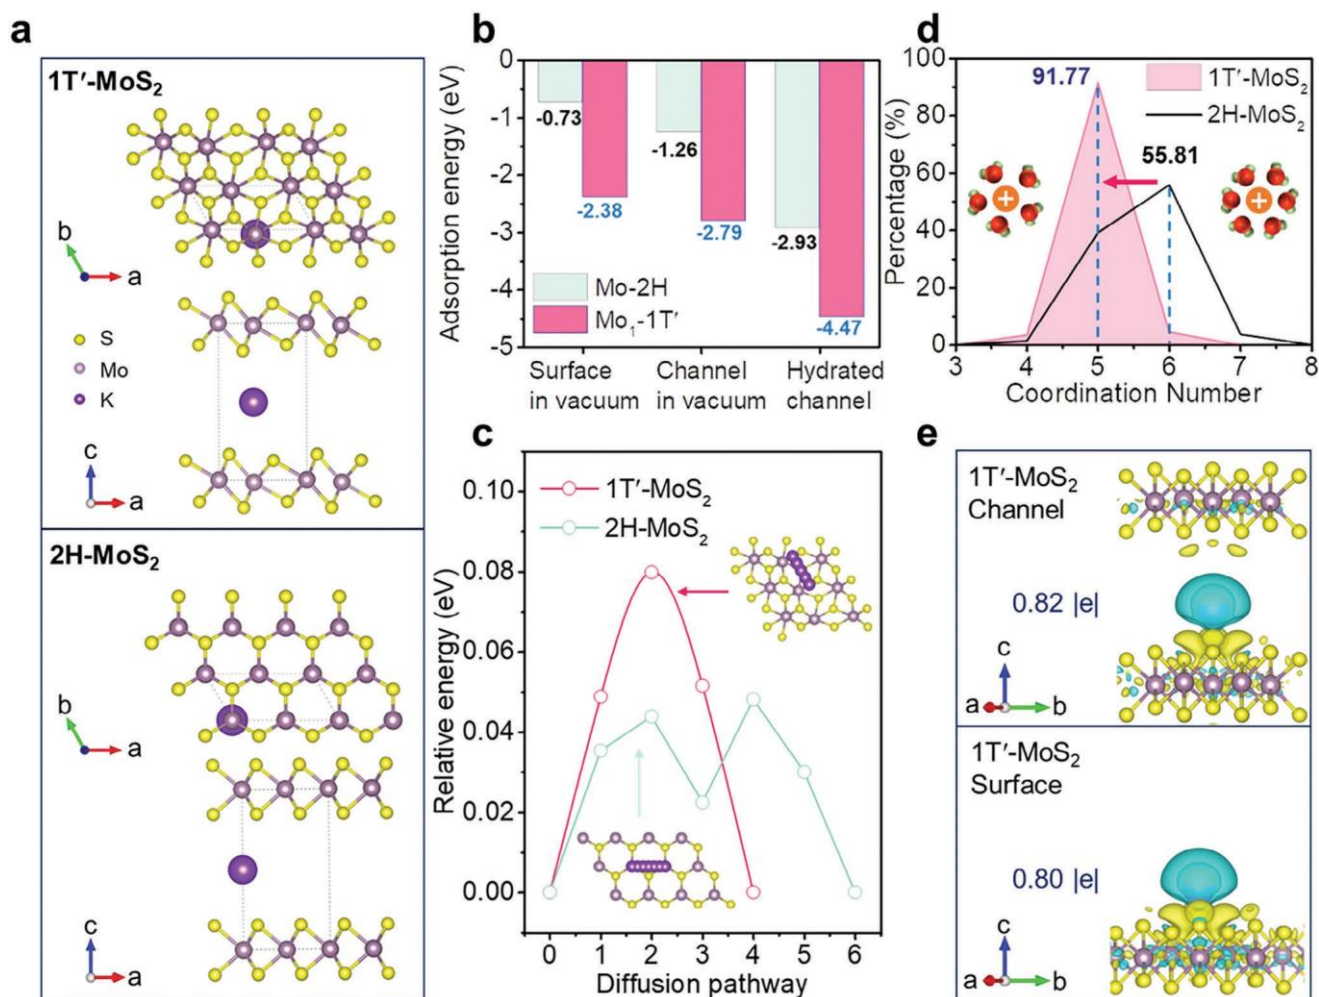 a
1T′-MoS₂
b
a
S
Mo
K
c
a
2H-MoS₂
b
a
c
a
b
Adsorption energy (eV)
0
-1
-2
-3
-4
-5
-0.73
-2.38
-1.26
-2.79
-2.93
-4.47
Mo-2H
Mo₁-1T′
Surface
in vacuum
Channel
in vacuum
Hydrated
channel
c
Relative energy (eV)
0.10
0.08
0.06
0.04
0.02
0.00
1T′-MoS₂
2H-MoS₂
0
1
2
3
4
5
6
Diffusion pathway
d
Percentage (%)
100
80
60
40
20
0
91.77
1T′-MoS₂
2H-MoS₂
55.81
+
+
3
4
5
6
7
8
Coordination Number
e
1T′-MoS₂
Channel
0.82 |e|
c
a
b
1T′-MoS₂
Surface
0.80 |e|
c
a
b